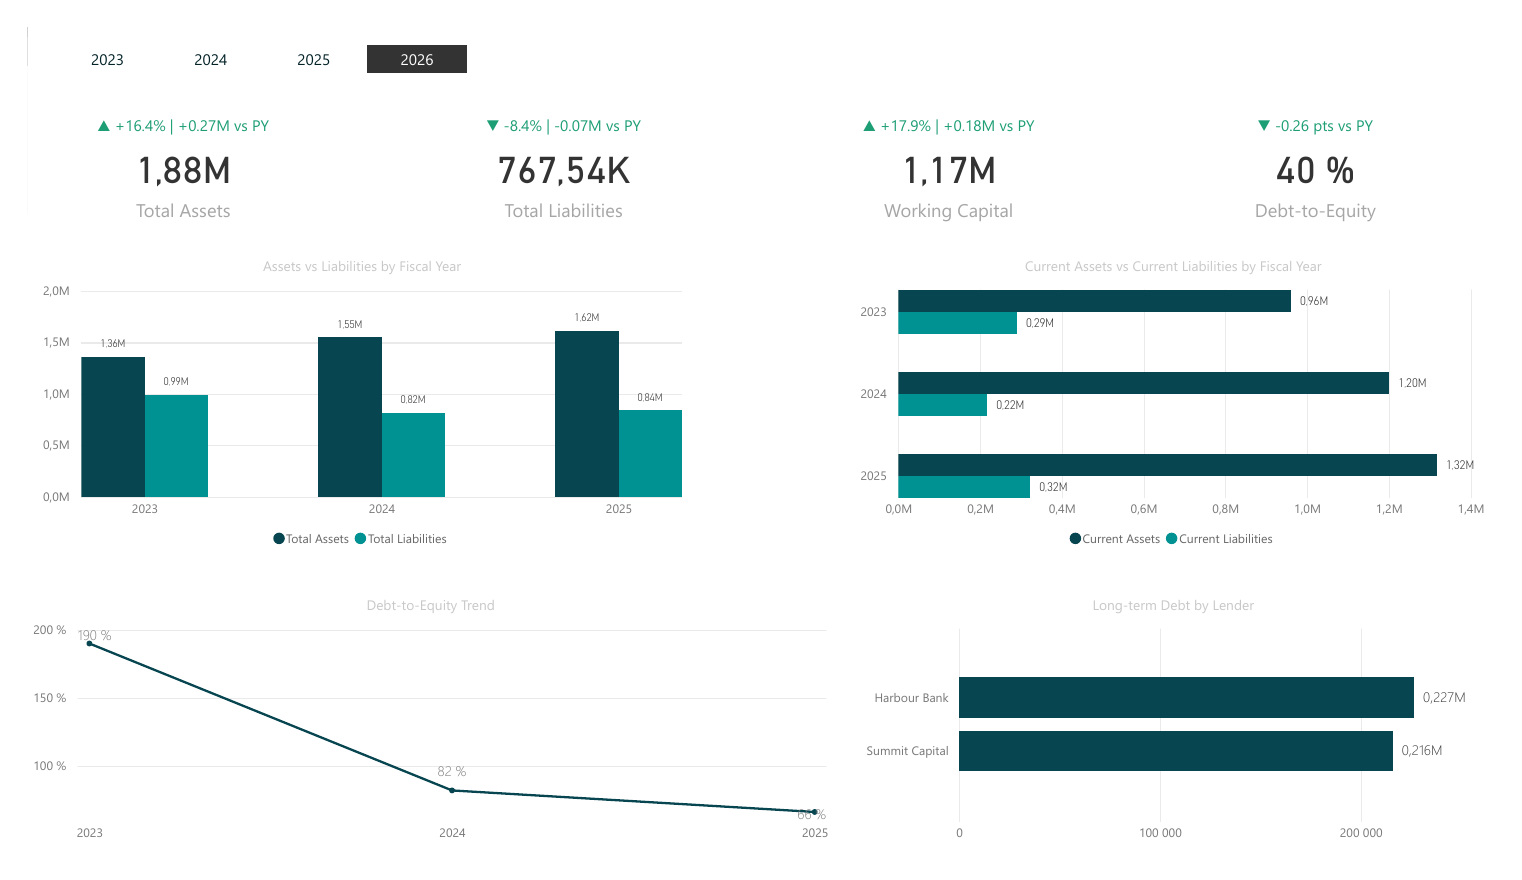 2023 2024 2025 2026
▲ +16.4% | +0.27M vs PY
1,88M
Total Assets
▼ -8.4% | -0.07M vs PY
767,54K
Total Liabilities
▲ +17.9% | +0.18M vs PY
1,17M
Working Capital
▼ -0.26 pts vs PY
40 %
Debt-to-Equity
Assets vs Liabilities by Fiscal Year
2,0M
1,5M
1,0M
0,5M
0,0M
1,36M
0,99M
1,55M
0,82M
1,62M
0,84M
2023 2024 2025
Total Assets Total Liabilities
Current Assets vs Current Liabilities by Fiscal Year
2023
0,96M
0,29M
2024
1,20M
0,22M
2025
1,32M
0,32M
0,0M 0,2M 0,4M 0,6M 0,8M 1,0M 1,2M 1,4M
Current Assets Current Liabilities
Debt-to-Equity Trend
200 %
150 %
100 %
190 %
82 %
66 %
2023 2024 2025
Long-term Debt by Lender
Harbour Bank 0,227M
Summit Capital 0,216M
0 100 000 200 000